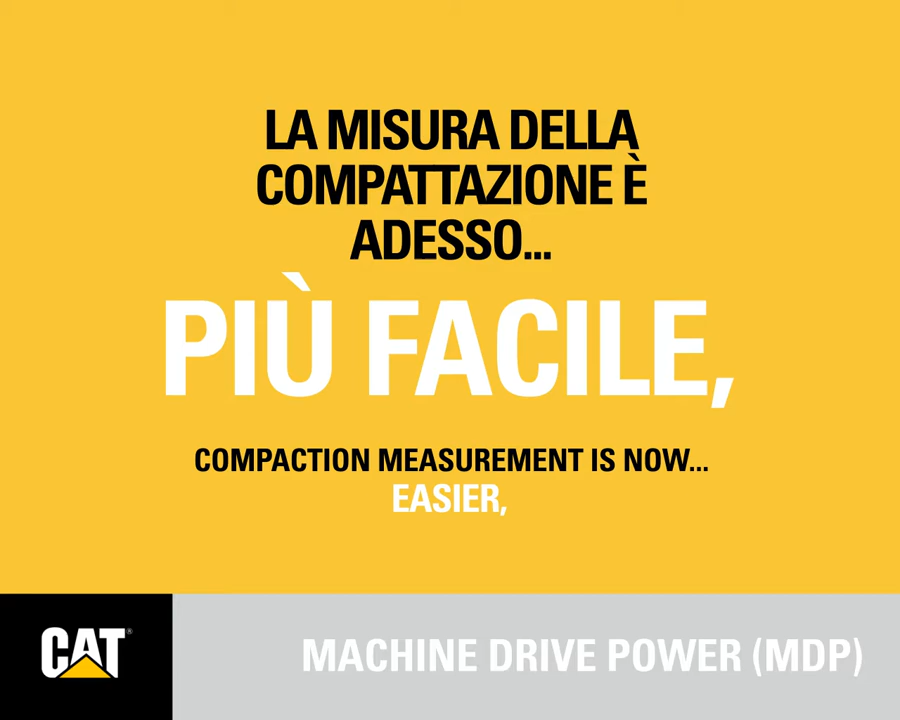 LA MISURA DELLA
COMPATTAZIONE È
ADESSO...
PIÙ FACILE,
COMPACTION MEASUREMENT IS NOW...
EASIER,
CAT®
MACHINE DRIVE POWER (MDP)